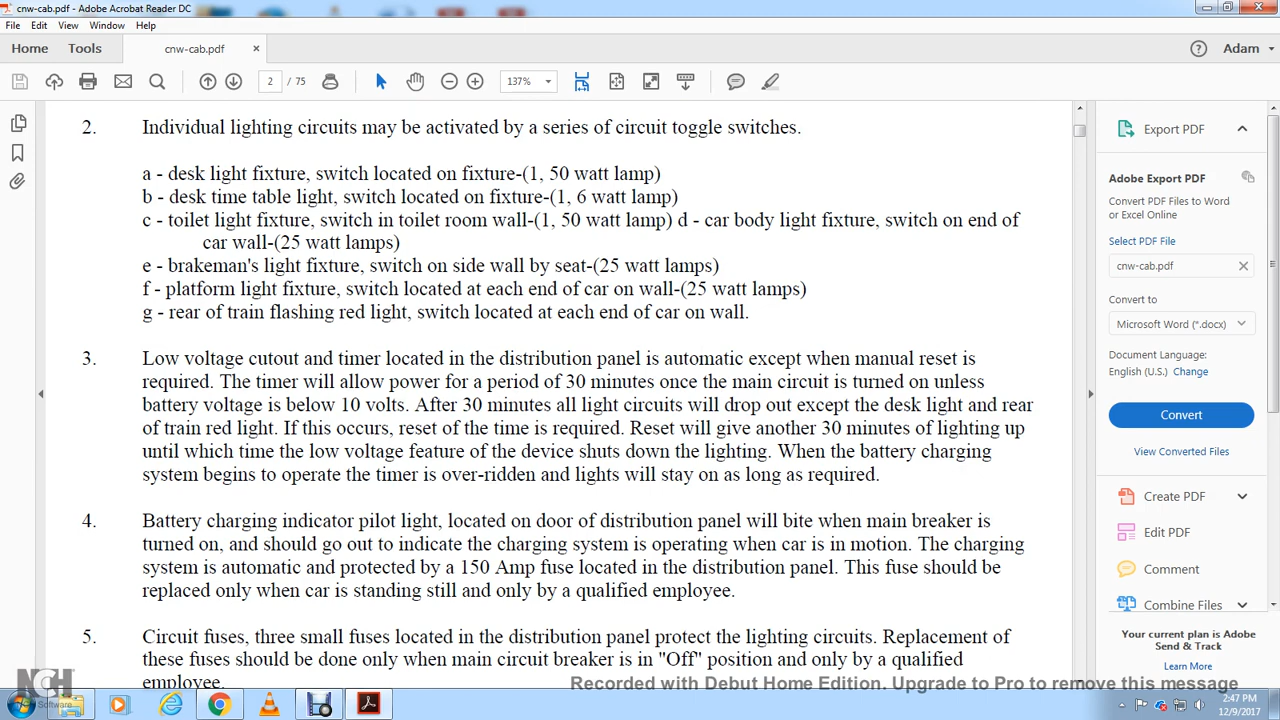 cnw-cab.pdf - Adobe Acrobat Reader DC
File Edit View Window Help
Home Tools cnw-cab.pdf × Adam
2 / 75 137%
2. Individual lighting circuits may be activated by a series of circuit toggle switches.
a - desk light fixture, switch located on fixture-(1, 50 watt lamp)
b - desk time table light, switch located on fixture-(1, 6 watt lamp)
c - toilet light fixture, switch in toilet room wall-(1, 50 watt lamp) d - car body light fixture, switch on end of
car wall-(25 watt lamps)
e - brakeman's light fixture, switch on side wall by seat-(25 watt lamps)
f - platform light fixture, switch located at each end of car on wall-(25 watt lamps)
g - rear of train flashing red light, switch located at each end of car on wall.
3. Low voltage cutout and timer located in the distribution panel is automatic except when manual reset is
required. The timer will allow power for a period of 30 minutes once the main circuit is turned on unless
battery voltage is below 10 volts. After 30 minutes all light circuits will drop out except the desk light and rear
of train red light. If this occurs, reset of the time is required. Reset will give another 30 minutes of lighting up
until which time the low voltage feature of the device shuts down the lighting. When the battery charging
system begins to operate the timer is over-ridden and lights will stay on as long as required.
4. Battery charging indicator pilot light, located on door of distribution panel will bite when main breaker is
turned on, and should go out to indicate the charging system is operating when car is in motion. The charging
system is automatic and protected by a 150 Amp fuse located in the distribution panel. This fuse should be
replaced only when car is standing still and only by a qualified employee.
5. Circuit fuses, three small fuses located in the distribution panel protect the lighting circuits. Replacement of
these fuses should be done only when main circuit breaker is in "Off" position and only by a qualified
employee.
Export PDF
Adobe Export PDF
Convert PDF Files to Word
or Excel Online
Select PDF File
cnw-cab.pdf
Convert to
Microsoft Word (*.docx)
Document Language:
English (U.S.) Change
Convert
View Converted Files
Create PDF
Edit PDF
Comment
Combine Files
Your current plan is Adobe
Send & Track
Learn More
NCH
Software
Recorded with Debut Home Edition. Upgrade to Pro to remove this message
2:47 PM
12/9/2017